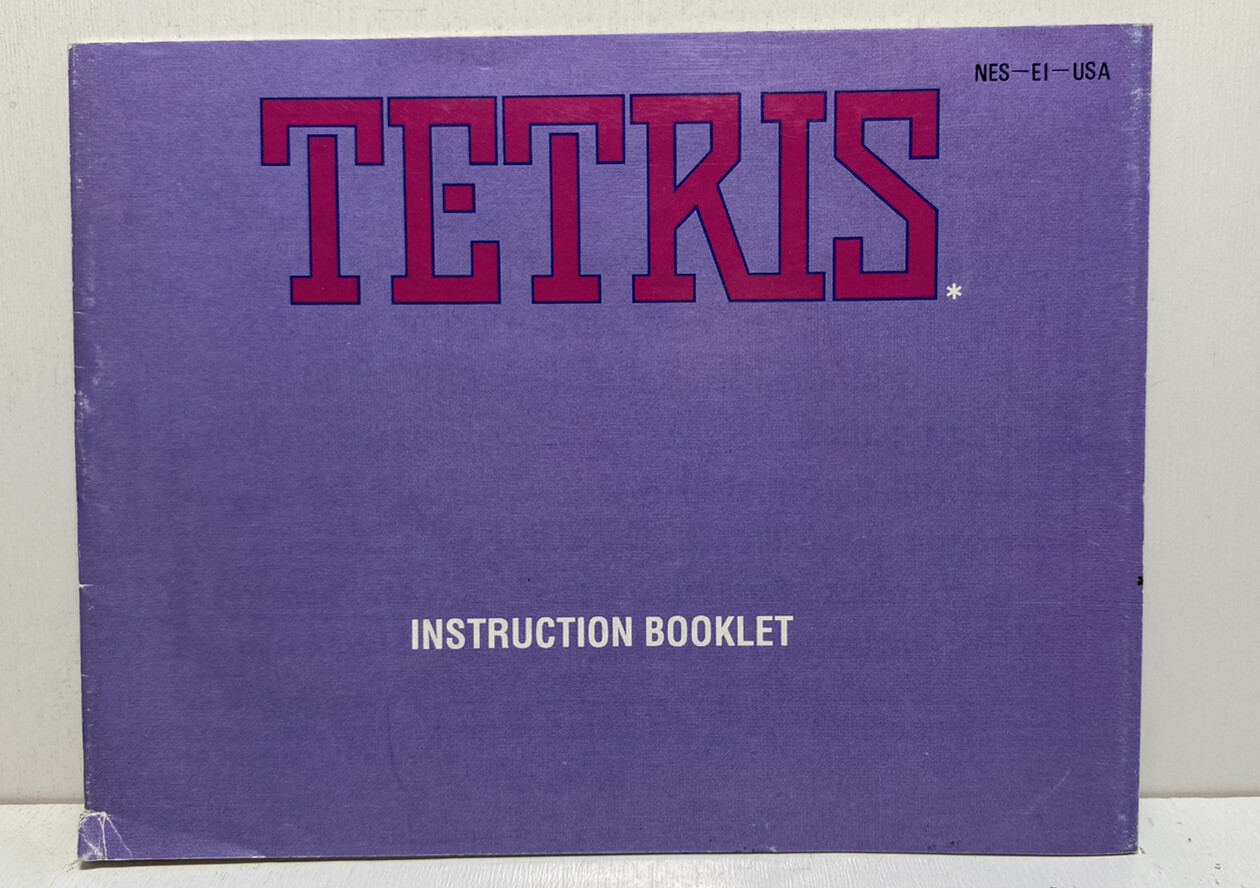 NES-EI-USA
TETRIS*
INSTRUCTION BOOKLET